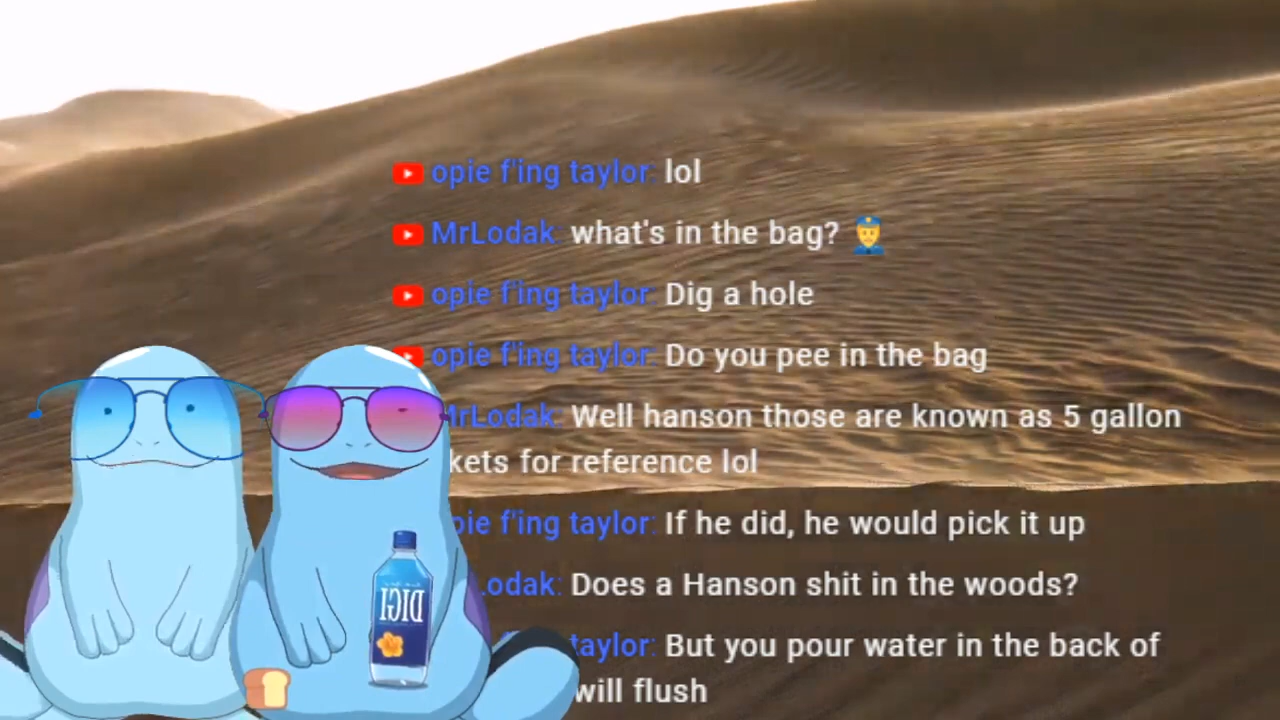 opie f'ing taylor: lol
MrLodak: what's in the bag? 👮
opie f'ing taylor: Dig a hole
opie f'ing taylor: Do you pee in the bag
MrLodak: Well hanson those are known as 5 gallon
kets for reference lol
opie f'ing taylor: If he did, he would pick it up
Lodak: Does a Hanson shit in the woods?
taylor: But you pour water in the back of
will flush
DIGI